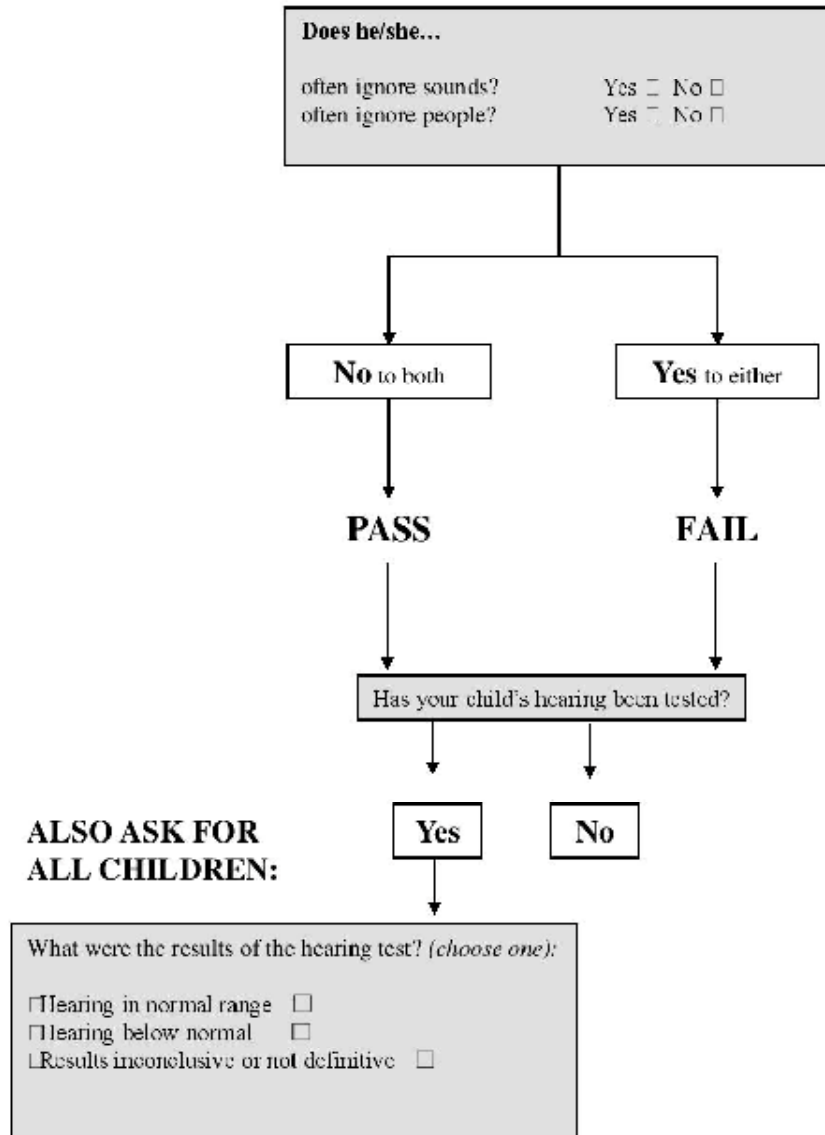 Does he/she…
often ignore sounds? Yes □ No □
often ignore people? Yes □ No □
No to both
Yes to either
PASS
FAIL
Has your child's hearing been tested?
ALSO ASK FOR
ALL CHILDREN:
Yes
No
What were the results of the hearing test? (choose one):
□Hearing in normal range □
□Hearing below normal □
□Results inconclusive or not definitive □